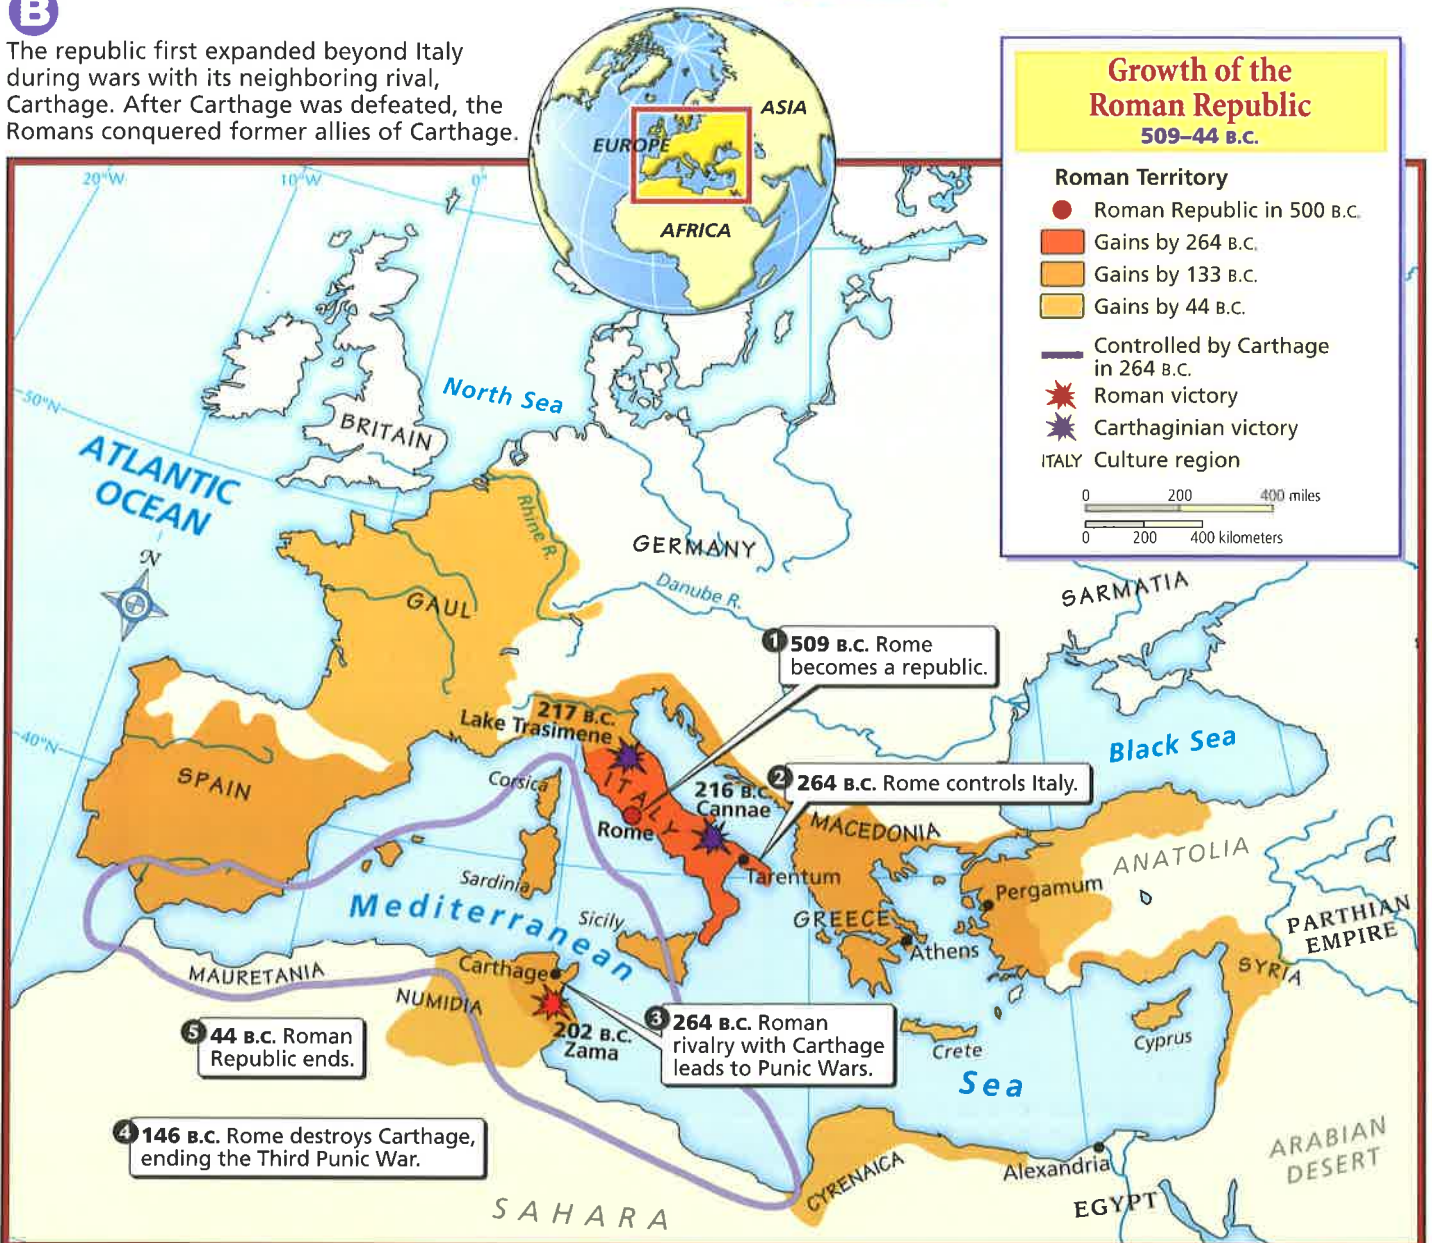 B
The republic first expanded beyond Italy
during wars with its neighboring rival,
Carthage. After Carthage was defeated, the
Romans conquered former allies of Carthage.
ASIA
EUROPE
AFRICA
Growth of the
Roman Republic
509–44 B.C.
Roman Territory
Roman Republic in 500 B.C.
Gains by 264 B.C.
Gains by 133 B.C.
Gains by 44 B.C.
Controlled by Carthage
in 264 B.C.
Roman victory
Carthaginian victory
ITALY Culture region
0 200 400 miles
0 200 400 kilometers
20°W
10°W
0°
50°N
40°N
North Sea
BRITAIN
ATLANTIC
OCEAN
N
Rhine R.
GERMANY
Danube R.
GAUL
SARMATIA
1 509 B.C. Rome
becomes a republic.
217 B.C.
Lake Trasimene
Black Sea
SPAIN
Corsica
ITALY
216 B.C.
Cannae
2 264 B.C. Rome controls Italy.
Rome
MACEDONIA
ANATOLIA
Sardinia
Tarentum
Pergamum
Mediterranean
Sicily
GREECE
Athens
PARTHIAN
EMPIRE
SYRIA
MAURETANIA
Carthage
NUMIDIA
202 B.C.
Zama
3 264 B.C. Roman
rivalry with Carthage
leads to Punic Wars.
5 44 B.C. Roman
Republic ends.
Crete
Cyprus
Sea
4 146 B.C. Rome destroys Carthage,
ending the Third Punic War.
CYRENAICA
Alexandria
EGYPT
ARABIAN
DESERT
SAHARA